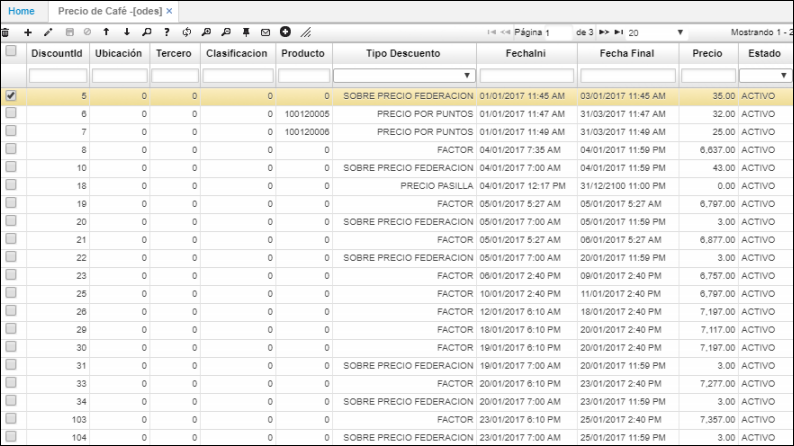 Home Precio de Café -[odes] ×
Página 1 de 3 20 Mostrando 1 - 2
DiscountId Ubicación Tercero Clasificacion Producto Tipo Descuento FechaIni Fecha Final Precio Estado
5 0 0 0 0 SOBRE PRECIO FEDERACION 01/01/2017 11:45 AM 03/01/2017 11:45 AM 35.00 ACTIVO
6 0 0 0 100120005 PRECIO POR PUNTOS 01/01/2017 11:47 AM 31/03/2017 11:47 AM 32.00 ACTIVO
7 0 0 0 100120006 PRECIO POR PUNTOS 01/01/2017 11:49 AM 31/03/2017 11:49 AM 25.00 ACTIVO
8 0 0 0 0 FACTOR 04/01/2017 7:35 AM 04/01/2017 11:59 PM 6,637.00 ACTIVO
10 0 0 0 0 SOBRE PRECIO FEDERACION 04/01/2017 7:00 AM 04/01/2017 11:59 PM 43.00 ACTIVO
18 0 0 0 0 PRECIO PASILLA 04/01/2017 12:17 PM 31/12/2100 11:00 PM 0.00 ACTIVO
19 0 0 0 0 FACTOR 05/01/2017 5:27 AM 05/01/2017 5:27 AM 6,797.00 ACTIVO
20 0 0 0 0 SOBRE PRECIO FEDERACION 05/01/2017 7:00 AM 05/01/2017 11:59 PM 3.00 ACTIVO
21 0 0 0 0 FACTOR 05/01/2017 5:27 AM 06/01/2017 5:27 AM 6,877.00 ACTIVO
22 0 0 0 0 SOBRE PRECIO FEDERACION 05/01/2017 7:00 AM 20/01/2017 11:59 PM 3.00 ACTIVO
23 0 0 0 0 FACTOR 06/01/2017 2:40 PM 09/01/2017 2:40 PM 6,757.00 ACTIVO
25 0 0 0 0 FACTOR 10/01/2017 2:40 PM 11/01/2017 2:40 PM 6,797.00 ACTIVO
26 0 0 0 0 FACTOR 12/01/2017 6:10 AM 18/01/2017 2:40 PM 7,197.00 ACTIVO
29 0 0 0 0 FACTOR 18/01/2017 6:10 PM 20/01/2017 2:40 PM 7,117.00 ACTIVO
30 0 0 0 0 FACTOR 18/01/2017 6:10 PM 20/01/2017 2:40 PM 7,197.00 ACTIVO
31 0 0 0 0 SOBRE PRECIO FEDERACION 19/01/2017 7:00 AM 20/01/2017 11:59 PM 3.00 ACTIVO
33 0 0 0 0 FACTOR 20/01/2017 6:10 PM 23/01/2017 2:40 PM 7,277.00 ACTIVO
34 0 0 0 0 SOBRE PRECIO FEDERACION 20/01/2017 7:00 AM 23/01/2017 11:59 PM 3.00 ACTIVO
103 0 0 0 0 FACTOR 23/01/2017 6:10 PM 25/01/2017 2:40 PM 7,357.00 ACTIVO
104 0 0 0 0 SOBRE PRECIO FEDERACION 23/01/2017 7:00 AM 25/01/2017 11:59 PM 3.00 ACTIVO